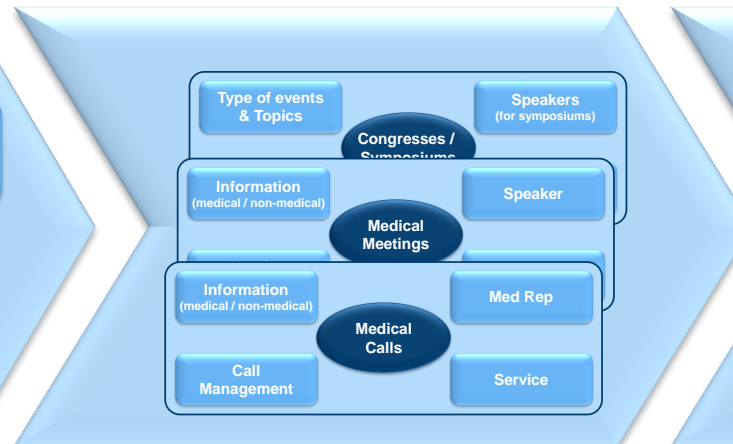 Type of events
& Topics
Speakers
(for symposiums)
Congresses /
Symposiums
Information
(medical / non-medical)
Speaker
Medical
Meetings
Information
(medical / non-medical)
Med Rep
Medical
Calls
Call
Management
Service